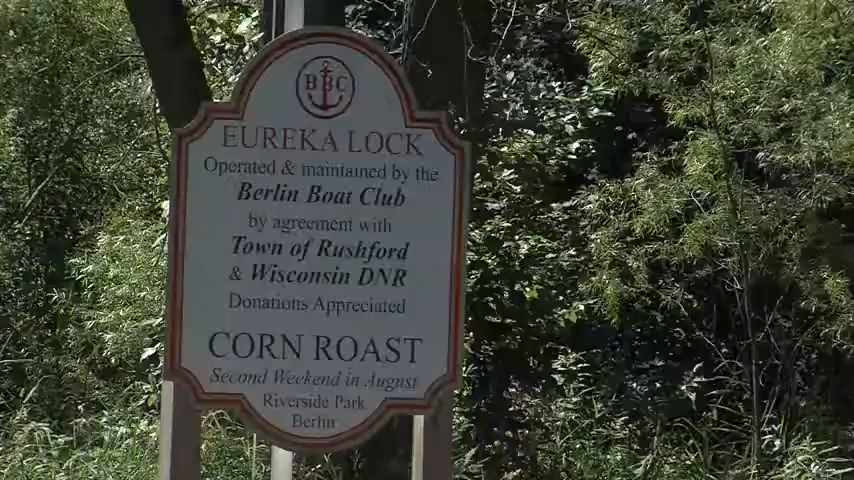 BBC
EUREKA LOCK
Operated & maintained by the
Berlin Boat Club
by agreement with
Town of Rushford
& Wisconsin DNR
Donations Appreciated
CORN ROAST
Second Weekend in August
Riverside Park
Berlin